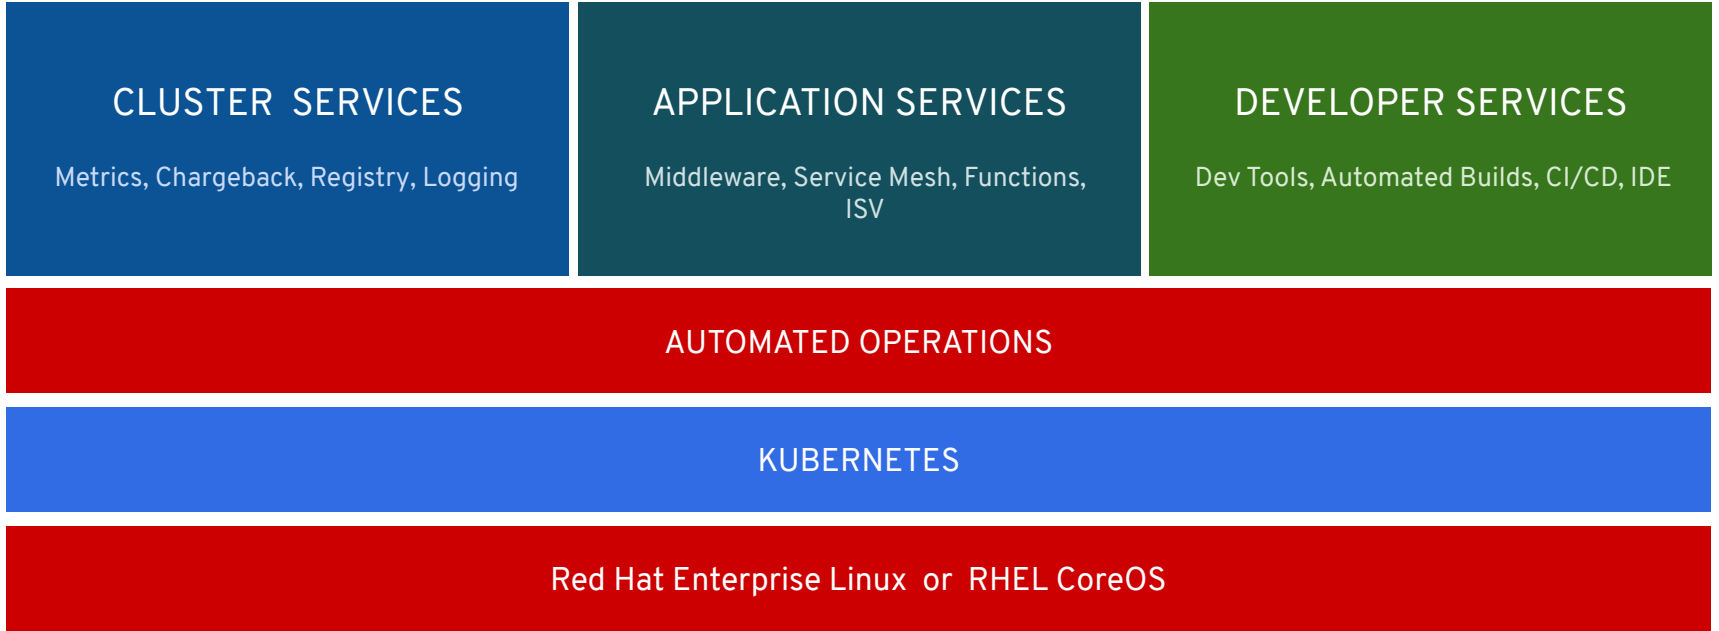 CLUSTER  SERVICES
Metrics, Chargeback, Registry, Logging
APPLICATION SERVICES
Middleware, Service Mesh, Functions,
ISV
DEVELOPER SERVICES
Dev Tools, Automated Builds, CI/CD, IDE
AUTOMATED OPERATIONS
KUBERNETES
Red Hat Enterprise Linux  or  RHEL CoreOS